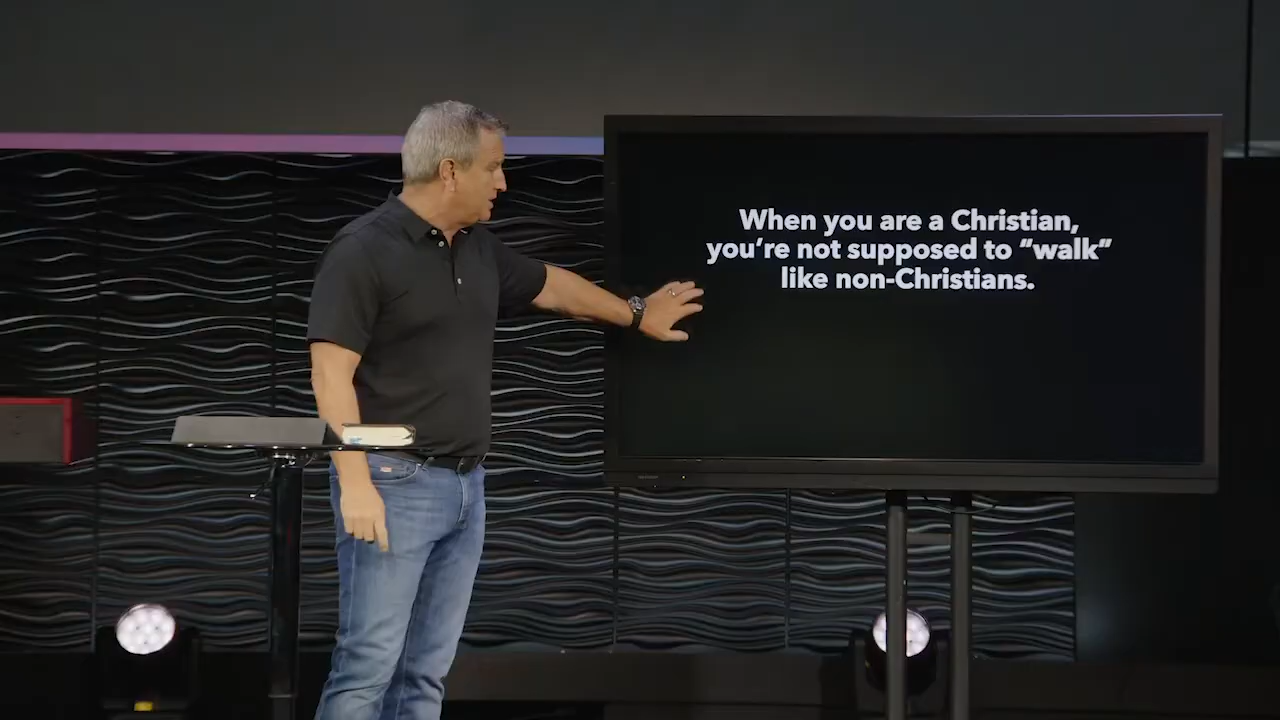 When you are a Christian,
you're not supposed to "walk"
like non-Christians.